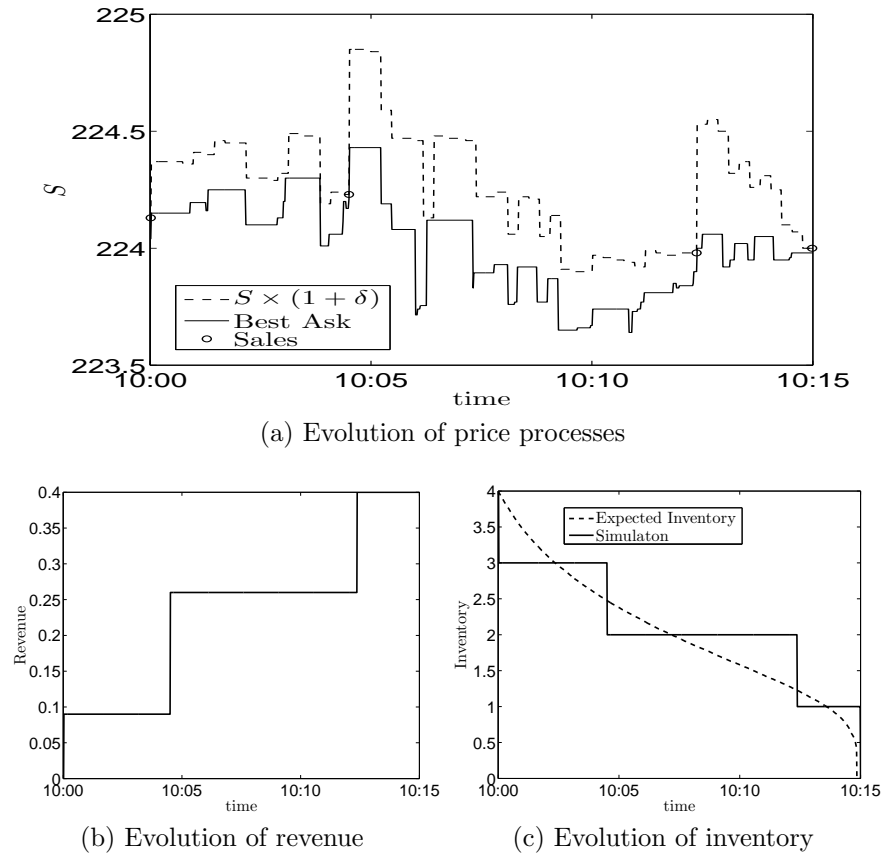 225
224.5
S
224
S × (1 + δ)
Best Ask
Sales
223.5
10:00 10:05 10:10 10:15
time
(a) Evolution of price processes
0.4
0.35
0.3
0.25
Revenue
0.2
0.15
0.1
0.05
0
10:00 10:05 10:10 10:15
time
(b) Evolution of revenue
4
Expected Inventory
Simulaton
3.5
3
2.5
Inventory
2
1.5
1
0.5
0
10:00 10:05 10:10 10:15
time
(c) Evolution of inventory